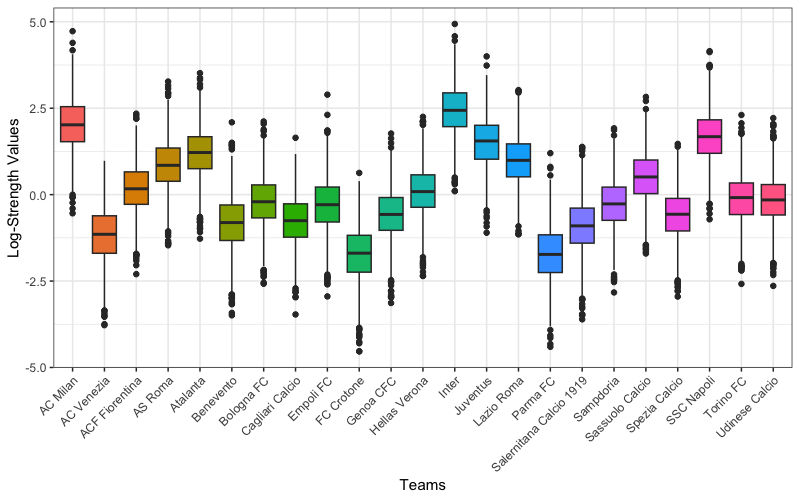 Log-Strength Values
5.0
2.5
0.0
-2.5
-5.0
AC Milan
AC Venezia
ACF Fiorentina
AS Roma
Atalanta
Benevento
Bologna FC
Cagliari Calcio
Empoli FC
FC Crotone
Genoa CFC
Hellas Verona
Inter
Juventus
Lazio Roma
Parma FC
Salernitana Calcio 1919
Sampdoria
Sassuolo Calcio
Spezia Calcio
SSC Napoli
Torino FC
Udinese Calcio
Teams